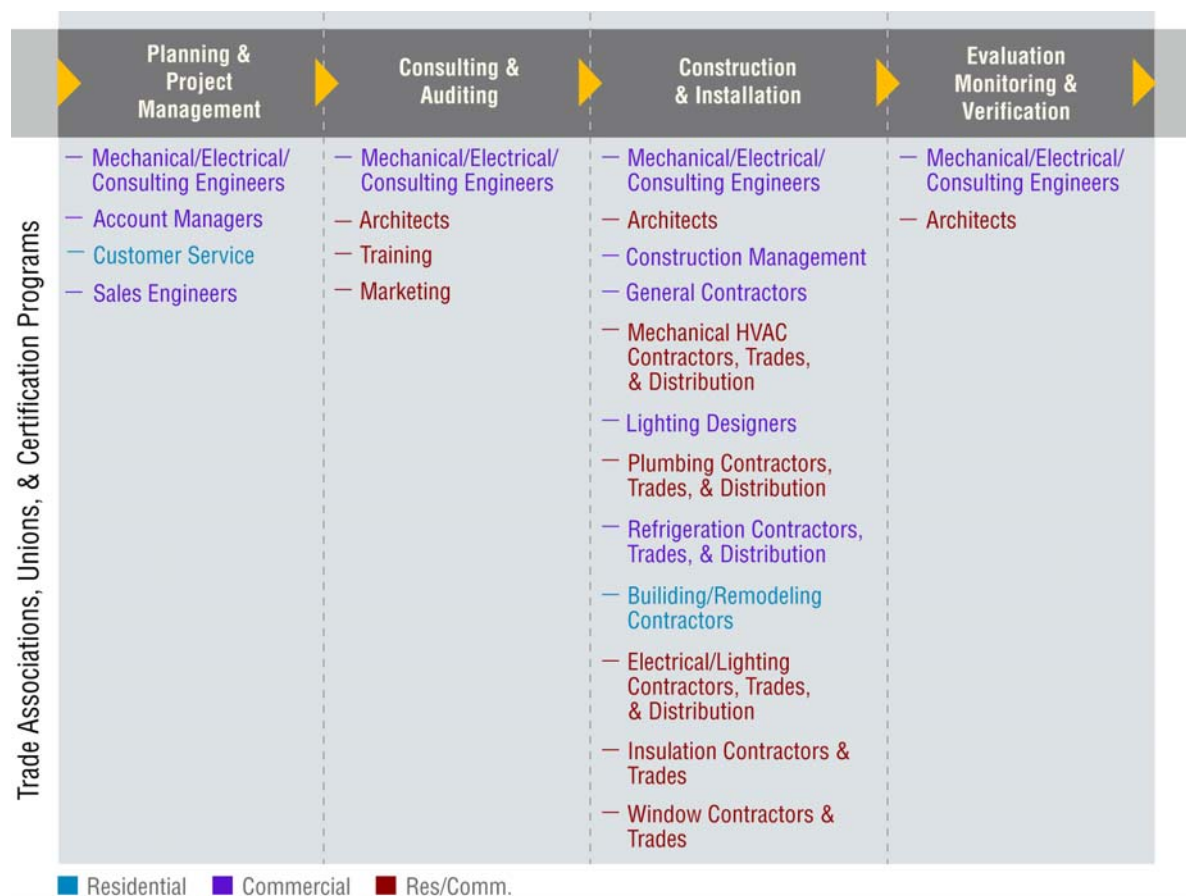 Planning &
Project
Management
Consulting &
Auditing
Construction
& Installation
Evaluation
Monitoring &
Verification
Trade Associations, Unions, & Certification Programs
— Mechanical/Electrical/
Consulting Engineers
— Account Managers
— Customer Service
— Sales Engineers
— Mechanical/Electrical/
Consulting Engineers
— Architects
— Training
— Marketing
— Mechanical/Electrical/
Consulting Engineers
— Architects
— Construction Management
— General Contractors
— Mechanical HVAC
Contractors, Trades,
& Distribution
— Lighting Designers
— Plumbing Contractors,
Trades, & Distribution
— Refrigeration Contractors,
Trades, & Distribution
— Builiding/Remodeling
Contractors
— Electrical/Lighting
Contractors, Trades,
& Distribution
— Insulation Contractors &
Trades
— Window Contractors &
Trades
— Mechanical/Electrical/
Consulting Engineers
— Architects
Residential
Commercial
Res/Comm.